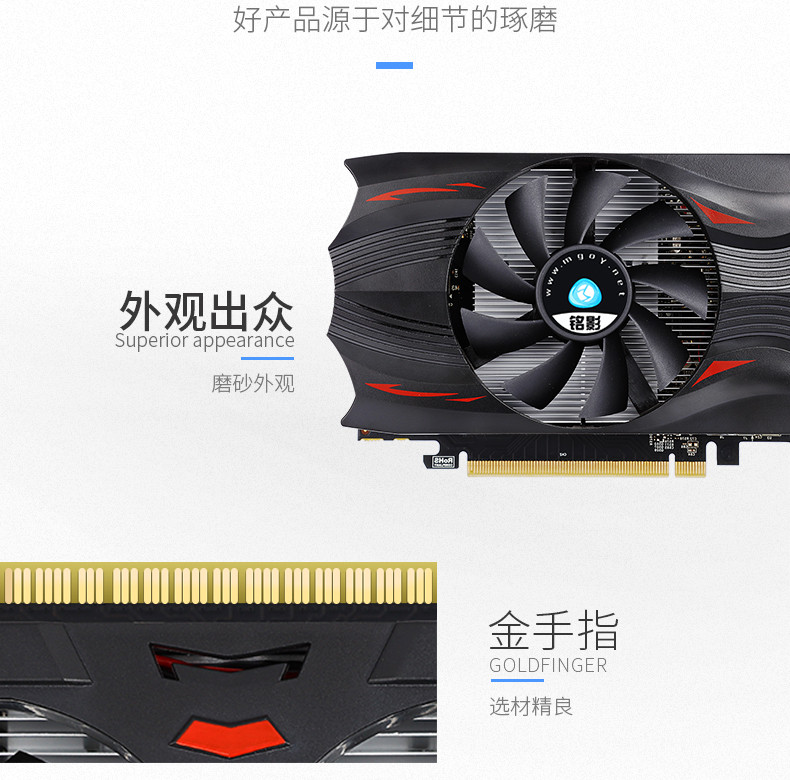 好产品源于对细节的琢磨
外观出众
Superior appearance
磨砂外观
www.mgoy.net
铭影
RoHS
金手指
GOLDFINGER
选材精良